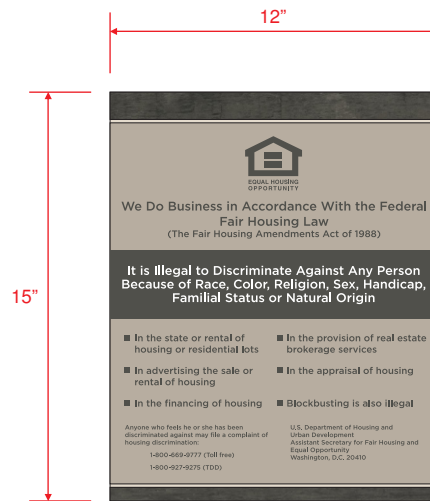 12”
15”
EQUAL HOUSING
OPPORTUNITY
We Do Business in Accordance With the Federal
Fair Housing Law
(The Fair Housing Amendments Act of 1988)
It is Illegal to Discriminate Against Any Person
Because of Race, Color, Religion, Sex, Handicap,
Familial Status or Natural Origin
■ In the state or rental of
housing or residential lots
■ In advertising the sale or
rental of housing
■ In the financing of housing
■ In the provision of real estate
brokerage services
■ In the appraisal of housing
■ Blockbusting is also illegal
Anyone who feels he or she has been
discriminated against may file a complaint of
housing discrimination:
1-800-669-9777 (Toll free)
1-800-927-9275 (TDD)
U.S, Department of Housing and
Urban Development
Assistant Secretary for Fair Housing and
Equal Opportunity
Washington, D.C. 20410